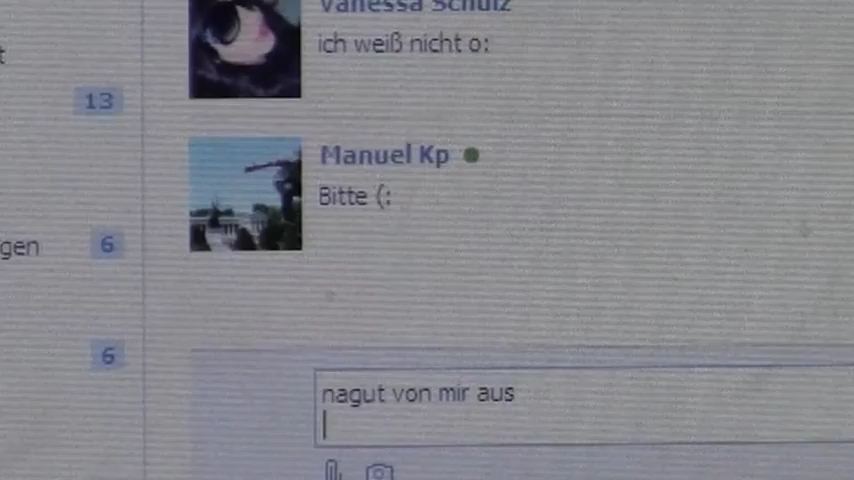 Vanessa Schulz
ich weiß nicht o:
t
13
Manuel Kp
Bitte (:
gen
6
6
nagut von mir aus